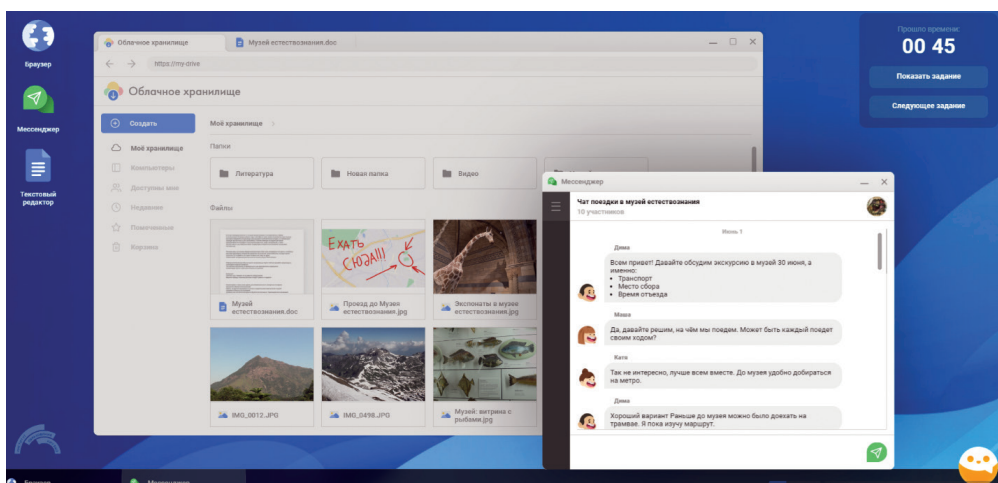 Браузер
Мессенджер
Текстовый
редактор
Облачное хранилище
Музей естествознания.doc
https://my-drive
Облачное хранилище
Создать
Моё хранилище
Компьютеры
Доступны мне
Недавние
Помеченные
Корзина
Моё хранилище
Папки
Литература
Новая папка
Видео
Файлы
ЕХАТЬ
СЮДА!!!
Музей
естествознания.doc
Проезд до Музея
естествознания.jpg
Экспонаты в музее
естествознания.jpg
IMG_0012.JPG
IMG_0498.JPG
Музей: витрина с
рыбами.jpg
Мессенджер
Чат поездки в музей естествознания
10 участников
Июнь 1
Дима
Всем привет! Давайте обсудим экскурсию в музей 30 июня, а
именно:
• Транспорт
• Место сбора
• Время отъезда
Маша
Да, давайте решим, на чём мы поедем. Может быть каждый поедет
своим ходом?
Катя
Так не интересно, лучше всем вместе. До музея удобно добираться
на метро.
Дима
Хороший вариант Раньше до музея можно было доехать на
трамвае. Я пока изучу маршрут.
Прошло времени:
00 45
Показать задание
Следующее задание
Браузер
Мессенджер